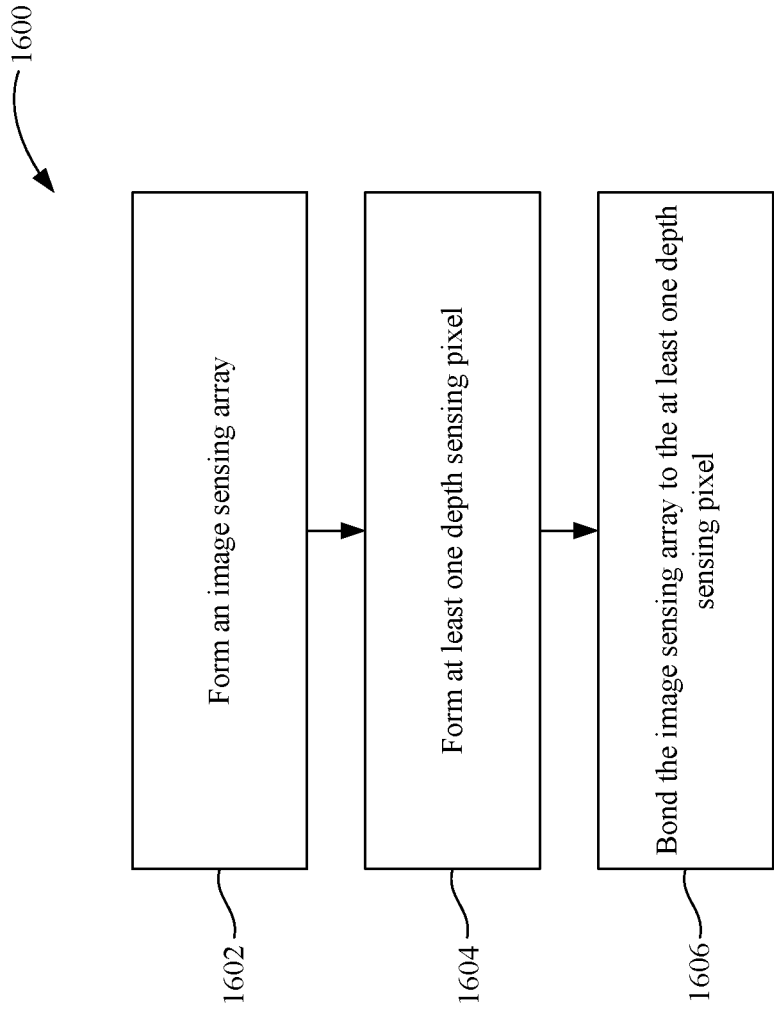 1600
1602
Form an image sensing array
1604
Form at least one depth sensing pixel
1606
Bond the image sensing array to the at least one depth
sensing pixel